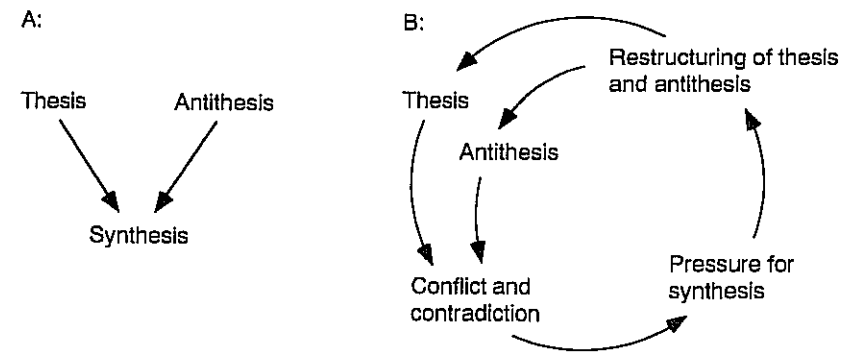 A:
Thesis
Antithesis
Synthesis
B:
Restructuring of thesis
and antithesis
Thesis
Antithesis
Conflict and
contradiction
Pressure for
synthesis